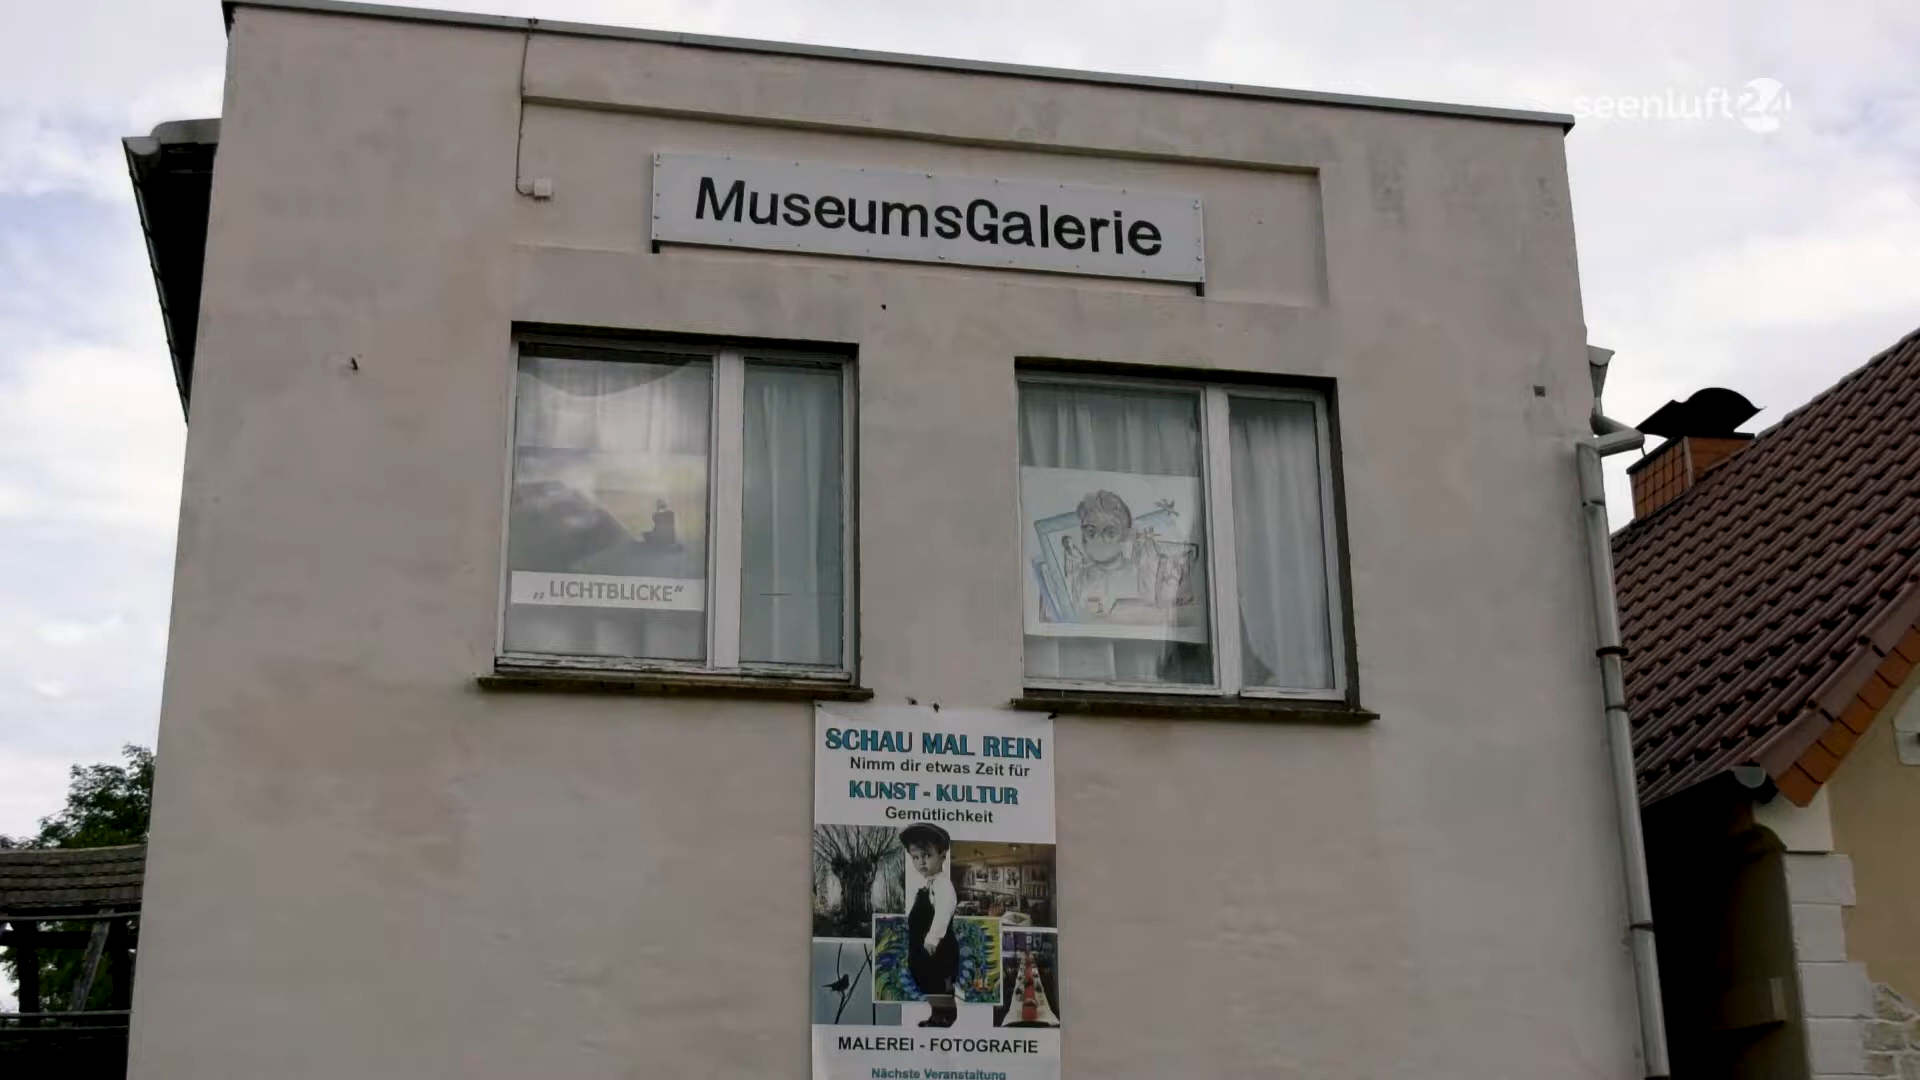 seenluft24
MuseumsGalerie
„LICHTBLICKE“
SCHAU MAL REIN
Nimm dir etwas Zeit für
KUNST - KULTUR
Gemütlichkeit
MALEREI - FOTOGRAFIE
Nächste Veranstaltung